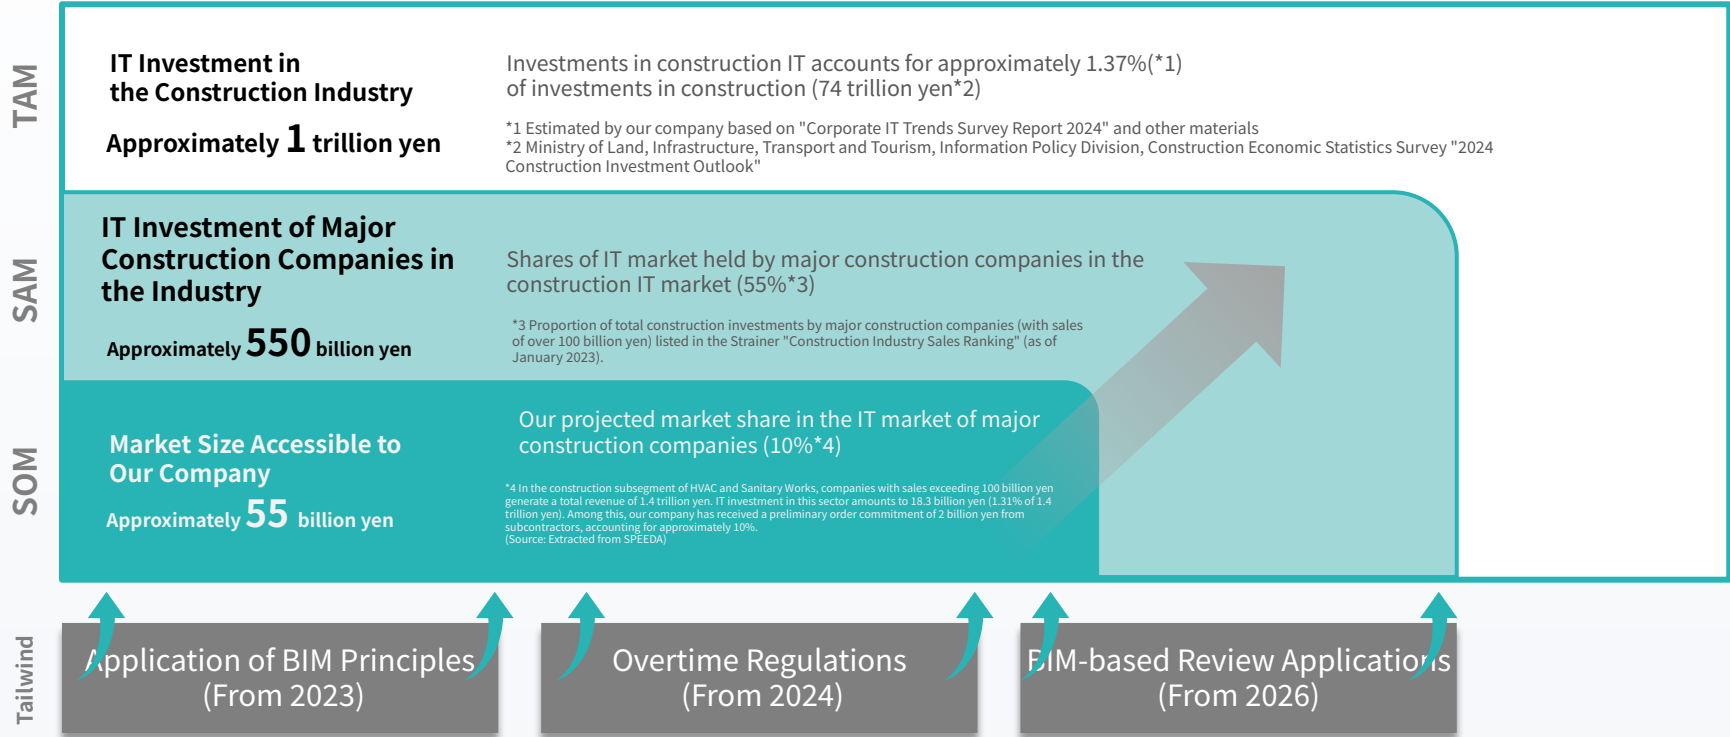 TAM
IT Investment in
the Construction Industry
Approximately 1 trillion yen
Investments in construction IT accounts for approximately 1.37%(*1)
of investments in construction (74 trillion yen*2)
*1 Estimated by our company based on "Corporate IT Trends Survey Report 2024" and other materials
*2 Ministry of Land, Infrastructure, Transport and Tourism, Information Policy Division, Construction Economic Statistics Survey "2024
Construction Investment Outlook"
SAM
IT Investment of Major
Construction Companies in
the Industry
Approximately 550 billion yen
Shares of IT market held by major construction companies in the
construction IT market (55%*3)
*3 Proportion of total construction investments by major construction companies (with sales
of over 100 billion yen) listed in the Strainer "Construction Industry Sales Ranking" (as of
January 2023).
SOM
Market Size Accessible to
Our Company
Approximately 55 billion yen
Our projected market share in the IT market of major
construction companies (10%*4)
*4 In the construction subsegment of HVAC and Sanitary Works, companies with sales exceeding 100 billion yen
generate a total revenue of 1.4 trillion yen. IT investment in this sector amounts to 18.3 billion yen (1.31% of 1.4
trillion yen). Among this, our company has received a preliminary order commitment of 2 billion yen from
subcontractors, accounting for approximately 10%.
(Source: Extracted from SPEEDA)
Tailwind
Application of BIM Principles
(From 2023)
Overtime Regulations
(From 2024)
BIM-based Review Applications
(From 2026)